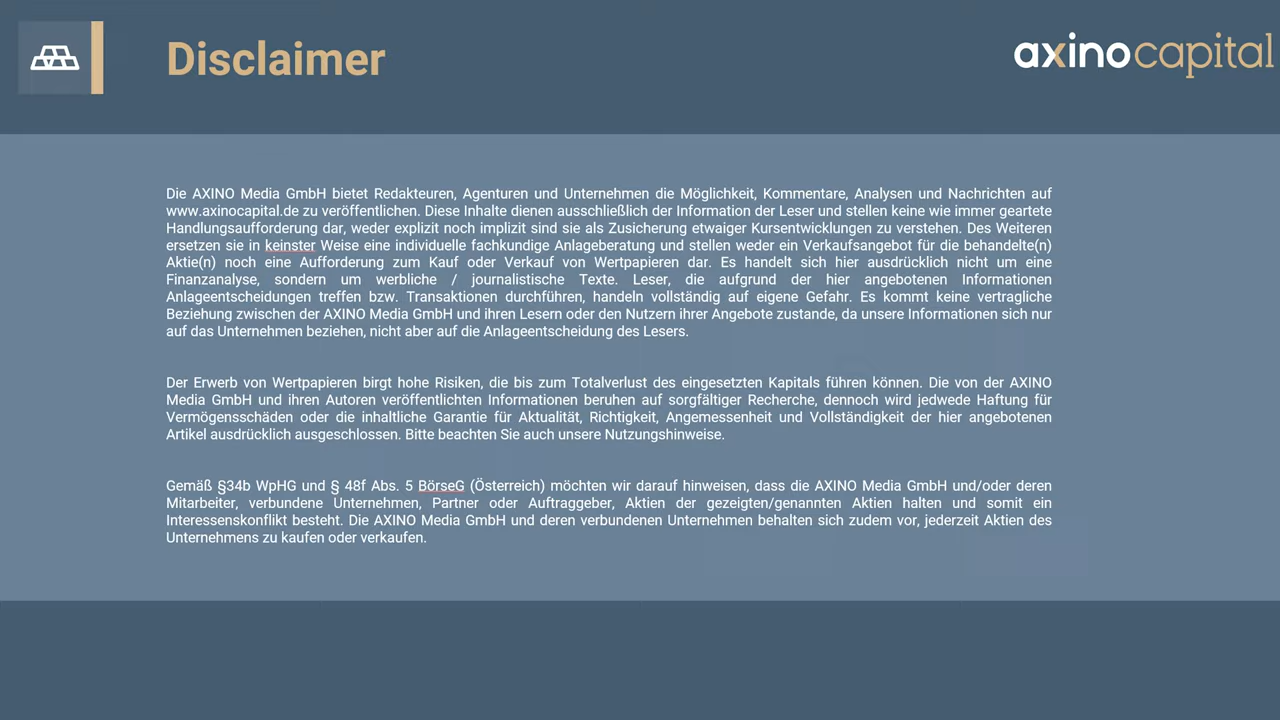 Disclaimer
axinocapital
Die AXINO Media GmbH bietet Redakteuren, Agenturen und Unternehmen die Möglichkeit, Kommentare, Analysen und Nachrichten auf
www.axinocapital.de zu veröffentlichen. Diese Inhalte dienen ausschließlich der Information der Leser und stellen keine wie immer geartete
Handlungsaufforderung dar, weder explizit noch implizit sind sie als Zusicherung etwaiger Kursentwicklungen zu verstehen. Des Weiteren
ersetzen sie in keinster Weise eine individuelle fachkundige Anlageberatung und stellen weder ein Verkaufsangebot für die behandelte(n)
Aktie(n) noch eine Aufforderung zum Kauf oder Verkauf von Wertpapieren dar. Es handelt sich hier ausdrücklich nicht um eine
Finanzanalyse, sondern um werbliche / journalistische Texte. Leser, die aufgrund der hier angebotenen Informationen
Anlageentscheidungen treffen bzw. Transaktionen durchführen, handeln vollständig auf eigene Gefahr. Es kommt keine vertragliche
Beziehung zwischen der AXINO Media GmbH und ihren Lesern oder den Nutzern ihrer Angebote zustande, da unsere Informationen sich nur
auf das Unternehmen beziehen, nicht aber auf die Anlageentscheidung des Lesers.
Der Erwerb von Wertpapieren birgt hohe Risiken, die bis zum Totalverlust des eingesetzten Kapitals führen können. Die von der AXINO
Media GmbH und ihren Autoren veröffentlichten Informationen beruhen auf sorgfältiger Recherche, dennoch wird jedwede Haftung für
Vermögensschäden oder die inhaltliche Garantie für Aktualität, Richtigkeit, Angemessenheit und Vollständigkeit der hier angebotenen
Artikel ausdrücklich ausgeschlossen. Bitte beachten Sie auch unsere Nutzungshinweise.
Gemäß §34b WpHG und § 48f Abs. 5 BörseG (Österreich) möchten wir darauf hinweisen, dass die AXINO Media GmbH und/oder deren
Mitarbeiter, verbundene Unternehmen, Partner oder Auftraggeber, Aktien der gezeigten/genannten Aktien halten und somit ein
Interessenskonflikt besteht. Die AXINO Media GmbH und deren verbundenen Unternehmen behalten sich zudem vor, jederzeit Aktien des
Unternehmens zu kaufen oder verkaufen.